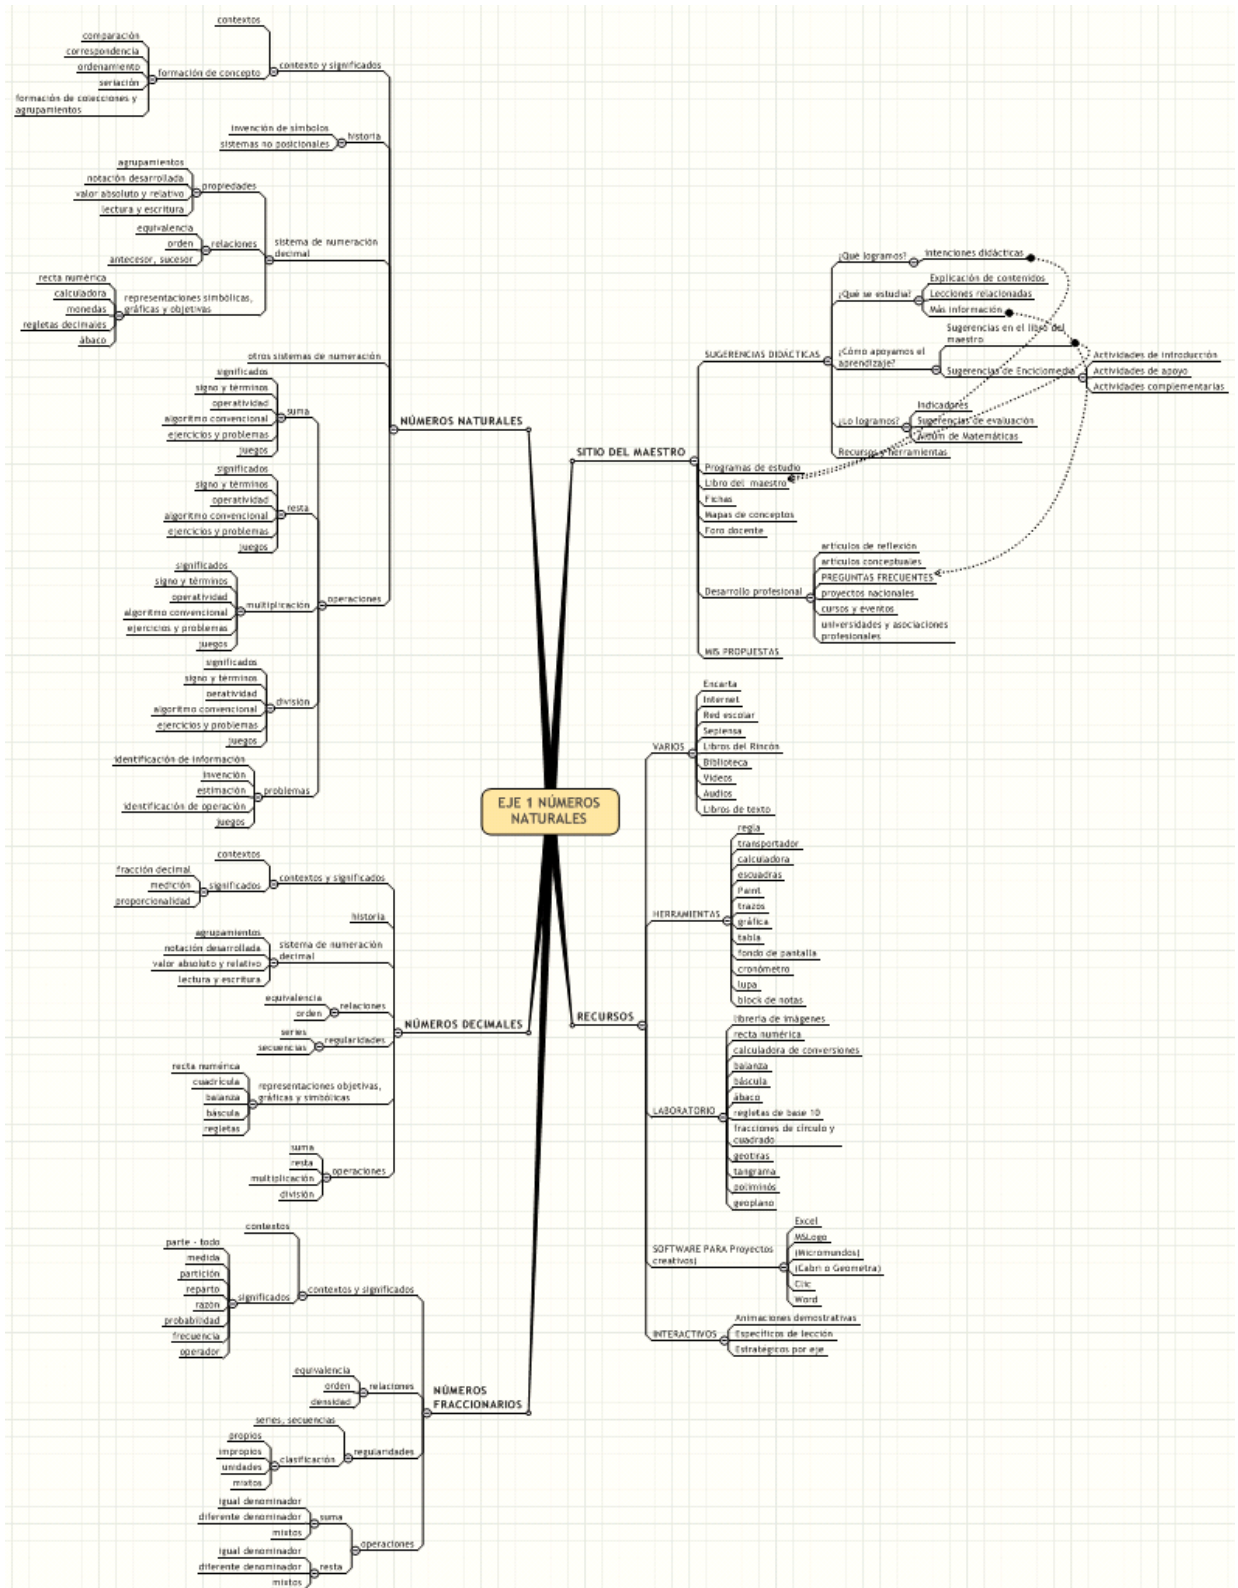 contextos
comparación
correspondencia
ordenamiento
seriación
formación de colecciones y
agrupamientos
formación de concepto
contexto y significados
invención de símbolos
sistemas no posicionales
historia
agrupamientos
notación desarrollada
valor absoluto y relativo
lectura y escritura
propiedades
equivalencia
orden
antecesor, sucesor
relaciones
sistema de numeración
decimal
recta numérica
calculadora
monedas
regletas decimales
ábaco
representaciones simbólicas,
gráficas y objetivas
otros sistemas de numeración
significados
signo y términos
operatividad
algoritmo convencional
ejercicios y problemas
juegos
suma
NÚMEROS NATURALES
significados
signo y términos
operatividad
algoritmo convencional
ejercicios y problemas
juegos
resta
significados
signo y términos
operatividad
algoritmo convencional
ejercicios y problemas
juegos
multiplicación
operaciones
significados
signo y términos
oeratividad
algoritmo convencional
ejercicios y problemas
juegos
división
identificación de información
invención
estimación
identificación de operación
juegos
problemas
EJE 1 NÚMEROS
NATURALES
contextos
fracción decimal
medición
proporcionalidad
significados
contextos y significados
historia
agrupamientos
notación desarrollada
valor absoluto y relativo
lectura y escritura
sistema de numeración
decimal
equivalencia
orden
relaciones
NÚMEROS DECIMALES
series
secuencias
regularidades
recta numérica
cuadrícula
balanza
báscula
regletas
representaciones objetivas,
gráficas y simbólicas
suma
resta
multiplicación
división
operaciones
contextos
parte - todo
medida
partición
reparto
razón
probabilidad
frecuencia
operador
significados
contextos y significados
equivalencia
orden
densidad
relaciones
NÚMEROS
FRACCIONARIOS
series, secuencias
propios
impropios
unidades
mixtos
clasificación
regularidades
igual denominador
diferente denominador
mixtos
suma
operaciones
igual denominador
diferente denominador
mixtos
resta
SITIO DEL MAESTRO
SUGERENCIAS DIDÁCTICAS
¿Qué logramos?
intenciones didácticas
¿Qué se estudia?
Explicación de contenidos
Lecciones relacionadas
Más información
¿Cómo apoyamos el
aprendizaje?
Sugerencias en el libro del
maestro
Sugerencias de Enciclomedia
Actividades de introducción
Actividades de apoyo
Actividades complementarias
¿Lo logramos?
Indicadores
Sugerencias de evaluación
Álbum de Matemáticas
Recursos y herramientas
Programas de estudio
Libro del maestro
Fichas
Mapas de conceptos
Foro docente
Desarrollo profesional
artículos de reflexión
artículos conceptuales
PREGUNTAS FRECUENTES
proyectos nacionales
cursos y eventos
universidades y asociaciones
profesionales
MIS PROPUESTAS
RECURSOS
VARIOS
Encarta
Internet
Red escolar
Sepiensa
Libros del Rincón
Biblioteca
Videos
Audios
Libros de texto
HERRAMIENTAS
regla
transportador
calculadora
escuadras
Paint
trazos
gráfica
tabla
fondo de pantalla
cronómetro
lupa
block de notas
LABORATORIO
librería de imágenes
recta numérica
calculadora de conversiones
balanza
báscula
ábaco
regletas de base 10
fracciones de círculo y
cuadrado
geotiras
tangrama
poliminós
geoplano
SOFTWARE PARA Proyectos
creativos)
Excel
MSLogo
(Micromundos)
(Cabri o Geometra)
Clic
Word
INTERACTIVOS
Animaciones demostrativas
Específicos de lección
Estratégicos por eje